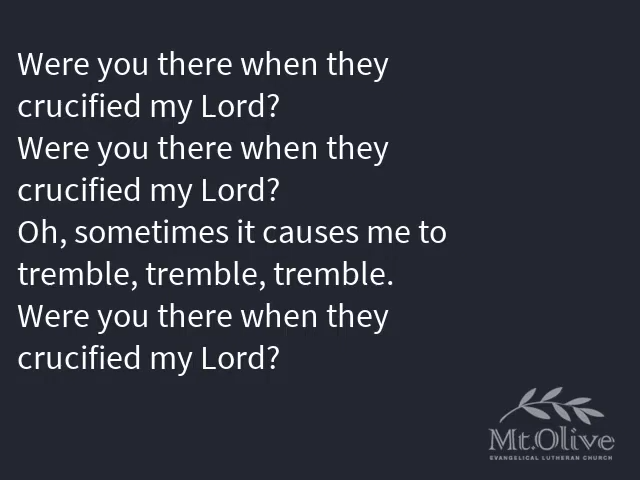 Were you there when they
crucified my Lord?
Were you there when they
crucified my Lord?
Oh, sometimes it causes me to
tremble, tremble, tremble.
Were you there when they
crucified my Lord?
Mt.Olive
EVANGELICAL LUTHERAN CHURCH